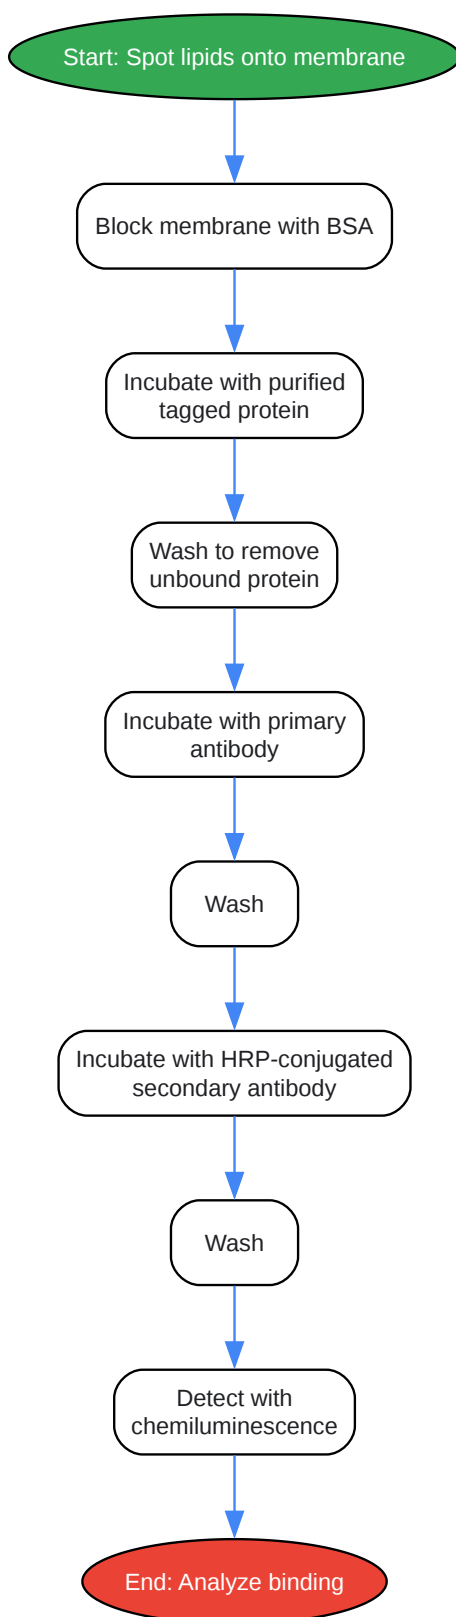 Start: Spot lipids onto membrane
Block membrane with BSA
Incubate with purified
tagged protein
Wash to remove
unbound protein
Incubate with primary
antibody
Wash
Incubate with HRP-conjugated
secondary antibody
Wash
Detect with
chemiluminescence
End: Analyze binding